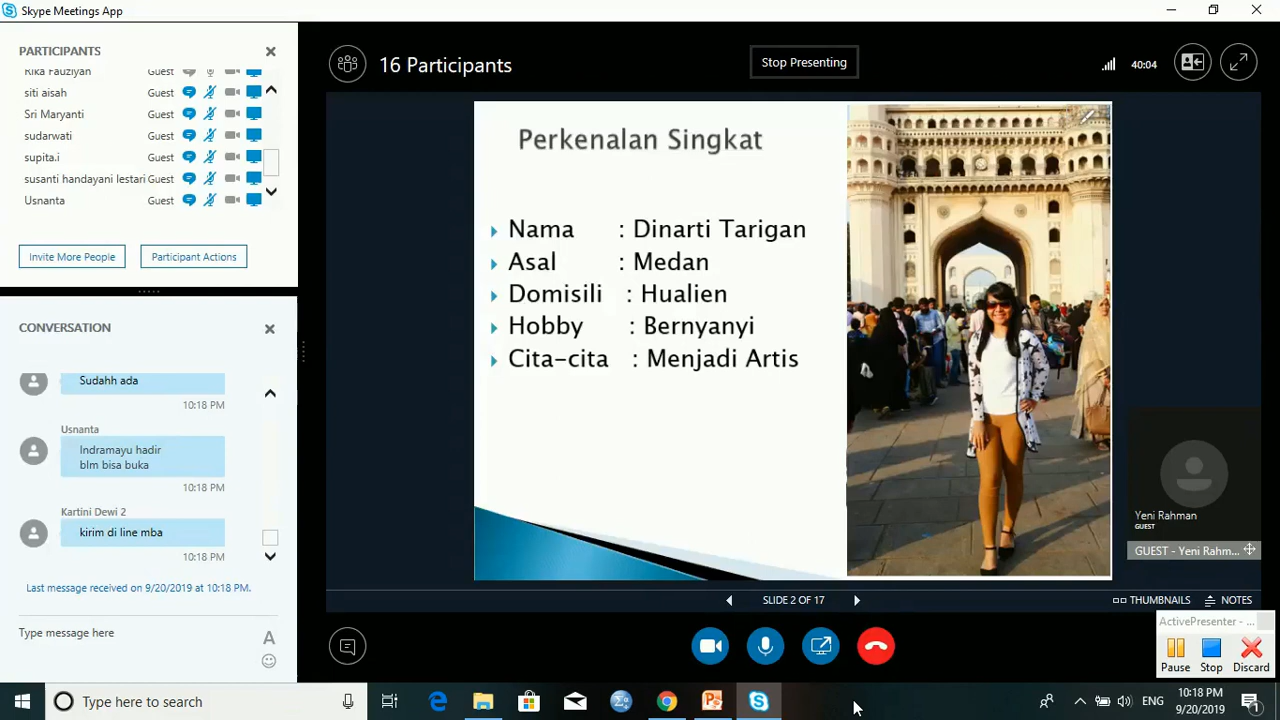 Skype Meetings App
PARTICIPANTS
Rika Fauziyah Guest
siti aisah Guest
Sri Maryanti Guest
sudarwati Guest
supita.i Guest
susanti handayani lestari Guest
Usnanta Guest
Invite More People Participant Actions
CONVERSATION
Sudahh ada
10:18 PM
Usnanta
Indramayu hadir
blm bisa buka
10:18 PM
Kartini Dewi 2
kirim di line mba
10:18 PM
Last message received on 9/20/2019 at 10:18 PM.
Type message here
A
16 Participants
Stop Presenting
40:04
Perkenalan Singkat
Nama : Dinarti Tarigan
Asal : Medan
Domisili : Hualien
Hobby : Bernyanyi
Cita-cita : Menjadi Artis
Yeni Rahman
GUEST
GUEST - Yeni Rahm...
SLIDE 2 OF 17
THUMBNAILS NOTES
ActivePresenter - ...
Pause Stop Discard
Type here to search
ENG
10:18 PM
9/20/2019
1